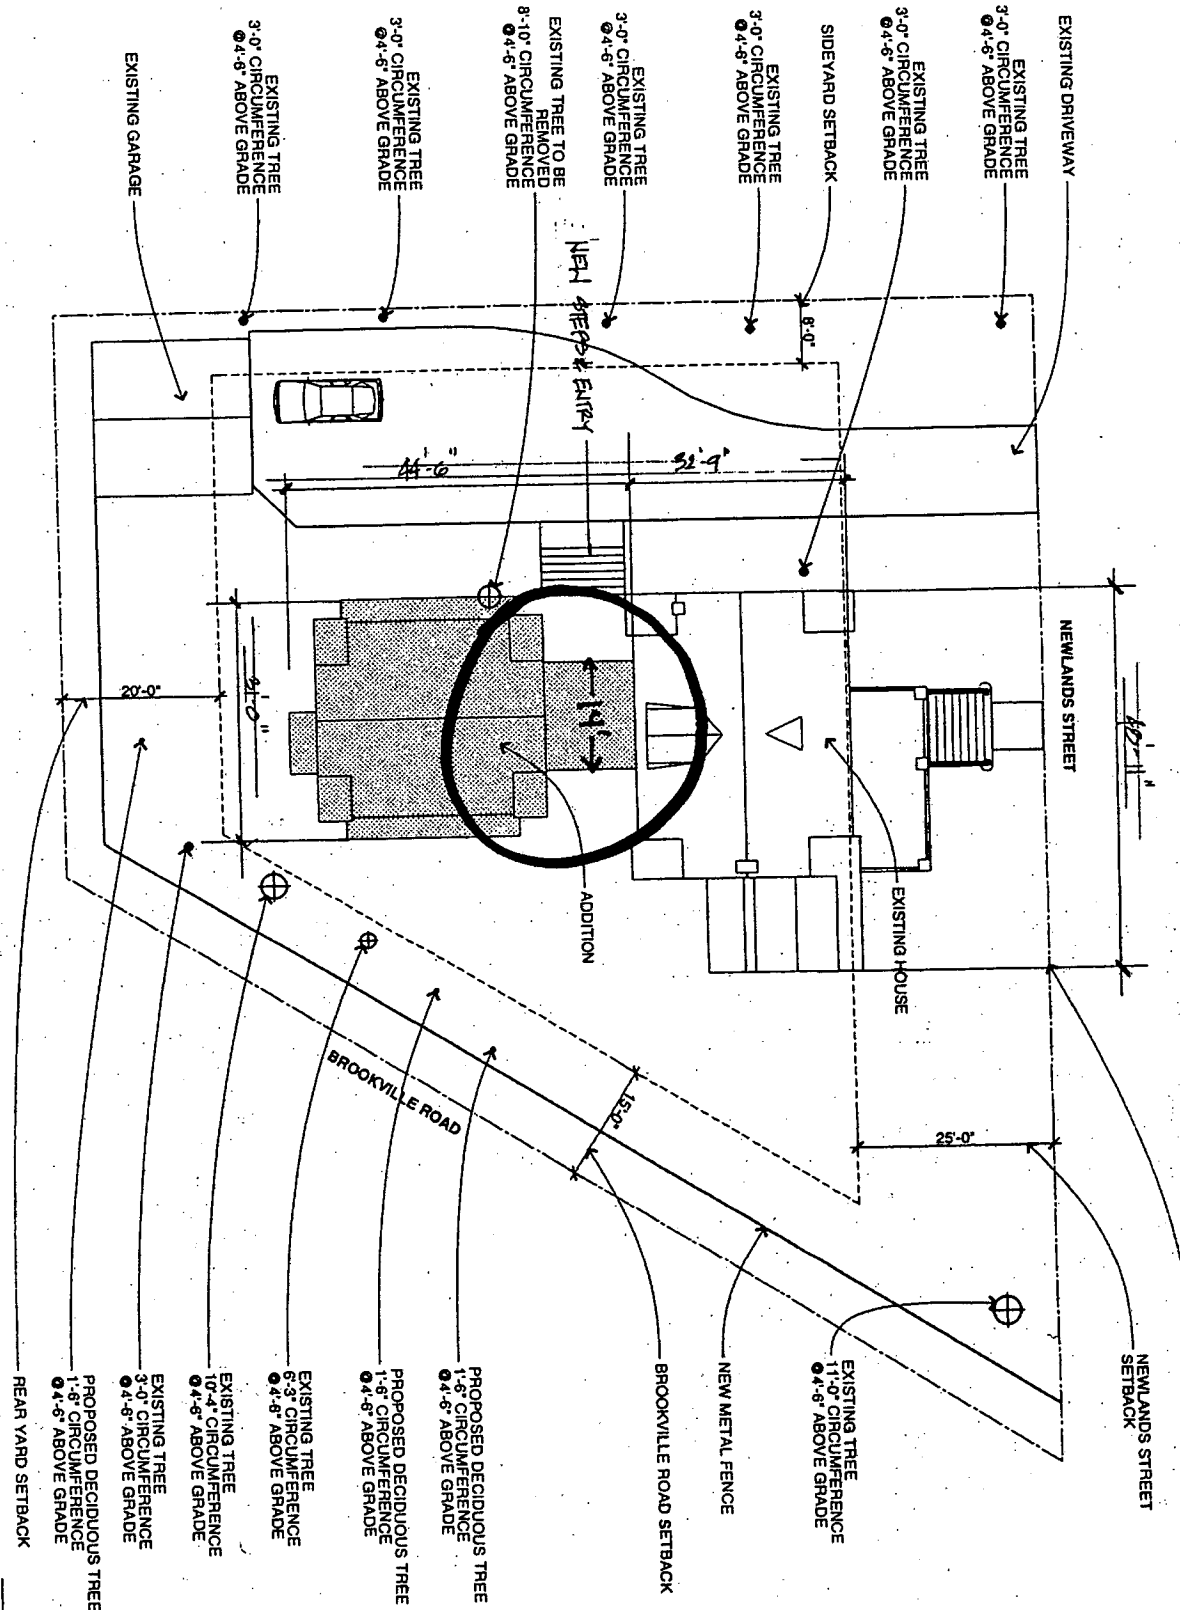 EXISTING DRIVEWAY
EXISTING TREE
3'-0" CIRCUMFERENCE
@4'-6" ABOVE GRADE
EXISTING TREE
3'-0" CIRCUMFERENCE
@4'-6" ABOVE GRADE
SIDEYARD SETBACK
EXISTING TREE
3'-0" CIRCUMFERENCE
@4'-6" ABOVE GRADE
EXISTING TREE
3'-0" CIRCUMFERENCE
@4'-6" ABOVE GRADE
EXISTING TREE TO BE
REMOVED
8'-10" CIRCUMFERENCE
@4'-6" ABOVE GRADE
EXISTING TREE
3'-0" CIRCUMFERENCE
@4'-6" ABOVE GRADE
EXISTING TREE
3'-0" CIRCUMFERENCE
@4'-6" ABOVE GRADE
EXISTING GARAGE
8'-0"
NEW STEPS & ENTRY
32'-9"
44'-6"
NEWLANDS STREET
14'
20'-0"
31'-0"
EXISTING HOUSE
ADDITION
BROOKVILLE ROAD
15'-0"
25'-0"
NEWLANDS STREET
SETBACK
EXISTING TREE
11'-0" CIRCUMFERENCE
@4'-6" ABOVE GRADE
NEW METAL FENCE
BROOKVILLE ROAD SETBACK
PROPOSED DECIDUOUS TREE
1'-6" CIRCUMFERENCE
@4'-6" ABOVE GRADE
PROPOSED DECIDUOUS TREE
1'-6" CIRCUMFERENCE
@4'-6" ABOVE GRADE
EXISTING TREE
6'-3" CIRCUMFERENCE
@4'-6" ABOVE GRADE
EXISTING TREE
10'-4" CIRCUMFERENCE
@4'-6" ABOVE GRADE
EXISTING TREE
3'-0" CIRCUMFERENCE
@4'-6" ABOVE GRADE
PROPOSED DECIDUOUS TREE
1'-6" CIRCUMFERENCE
@4'-6" ABOVE GRADE
REAR YARD SETBACK